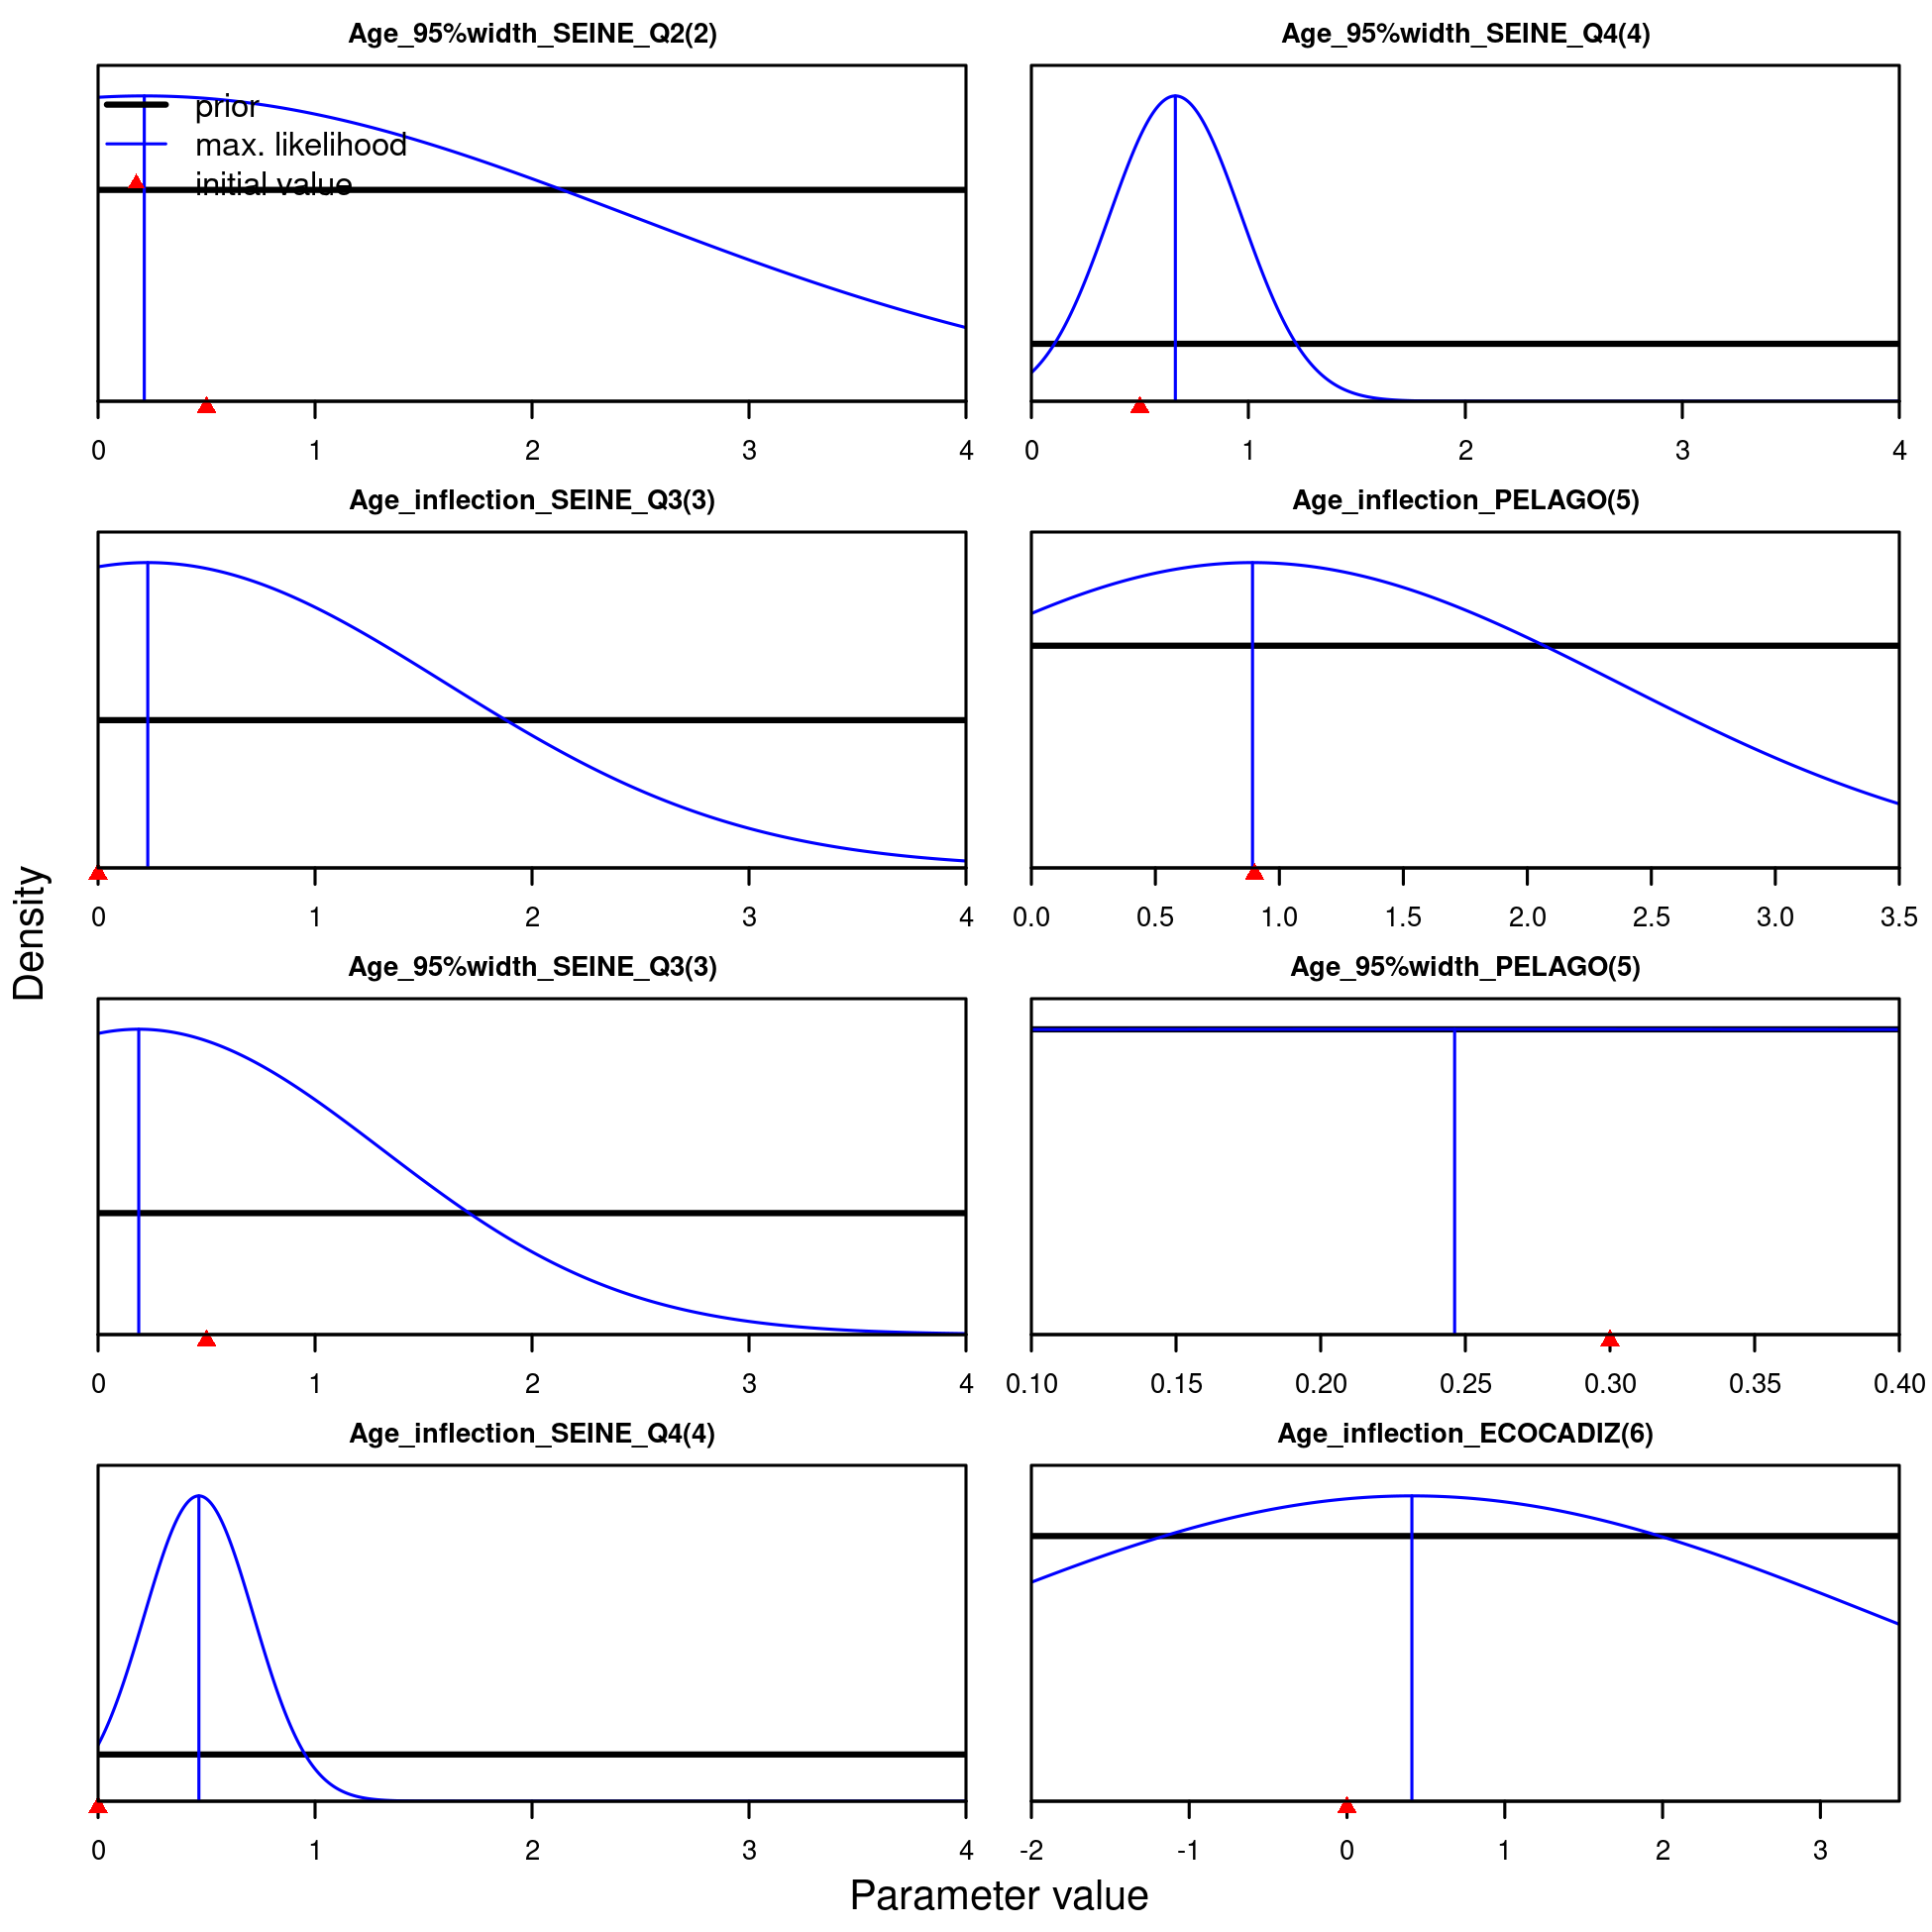 Age_95%width_SEINE_Q2(2)
prior
max. likelihood
initial value
0 1 2 3 4
Age_95%width_SEINE_Q4(4)
0 1 2 3 4
Age_inflection_SEINE_Q3(3)
0 1 2 3 4
Age_inflection_PELAGO(5)
0.0 0.5 1.0 1.5 2.0 2.5 3.0 3.5
Density
Age_95%width_SEINE_Q3(3)
0 1 2 3 4
Age_95%width_PELAGO(5)
0.10 0.15 0.20 0.25 0.30 0.35 0.40
Age_inflection_SEINE_Q4(4)
0 1 2 3 4
Age_inflection_ECOCADIZ(6)
-2 -1 0 1 2 3
Parameter value